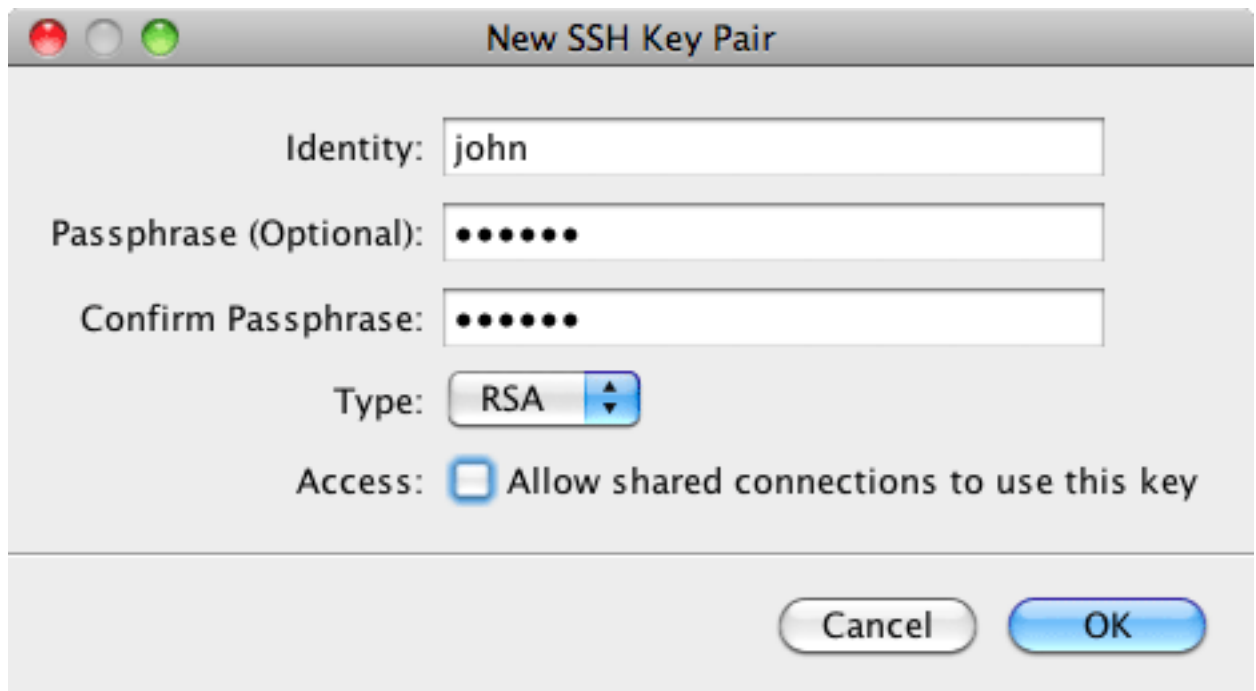 New SSH Key Pair
Identity: john
Passphrase (Optional): ••••••
Confirm Passphrase: ••••••
Type: RSA
Access: Allow shared connections to use this key
Cancel OK